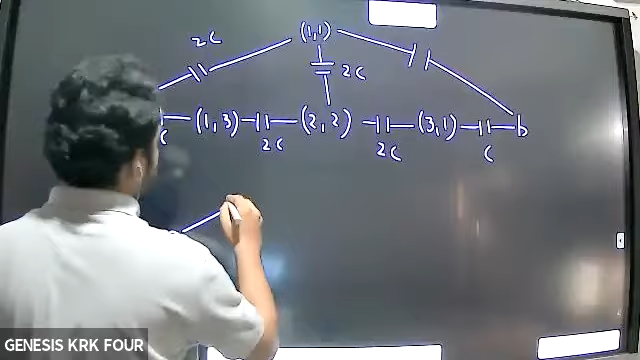 2C (1,1)
2C
(1,3) (2,2) (3,1) b
C 2C 2C C
GENESIS KRK FOUR